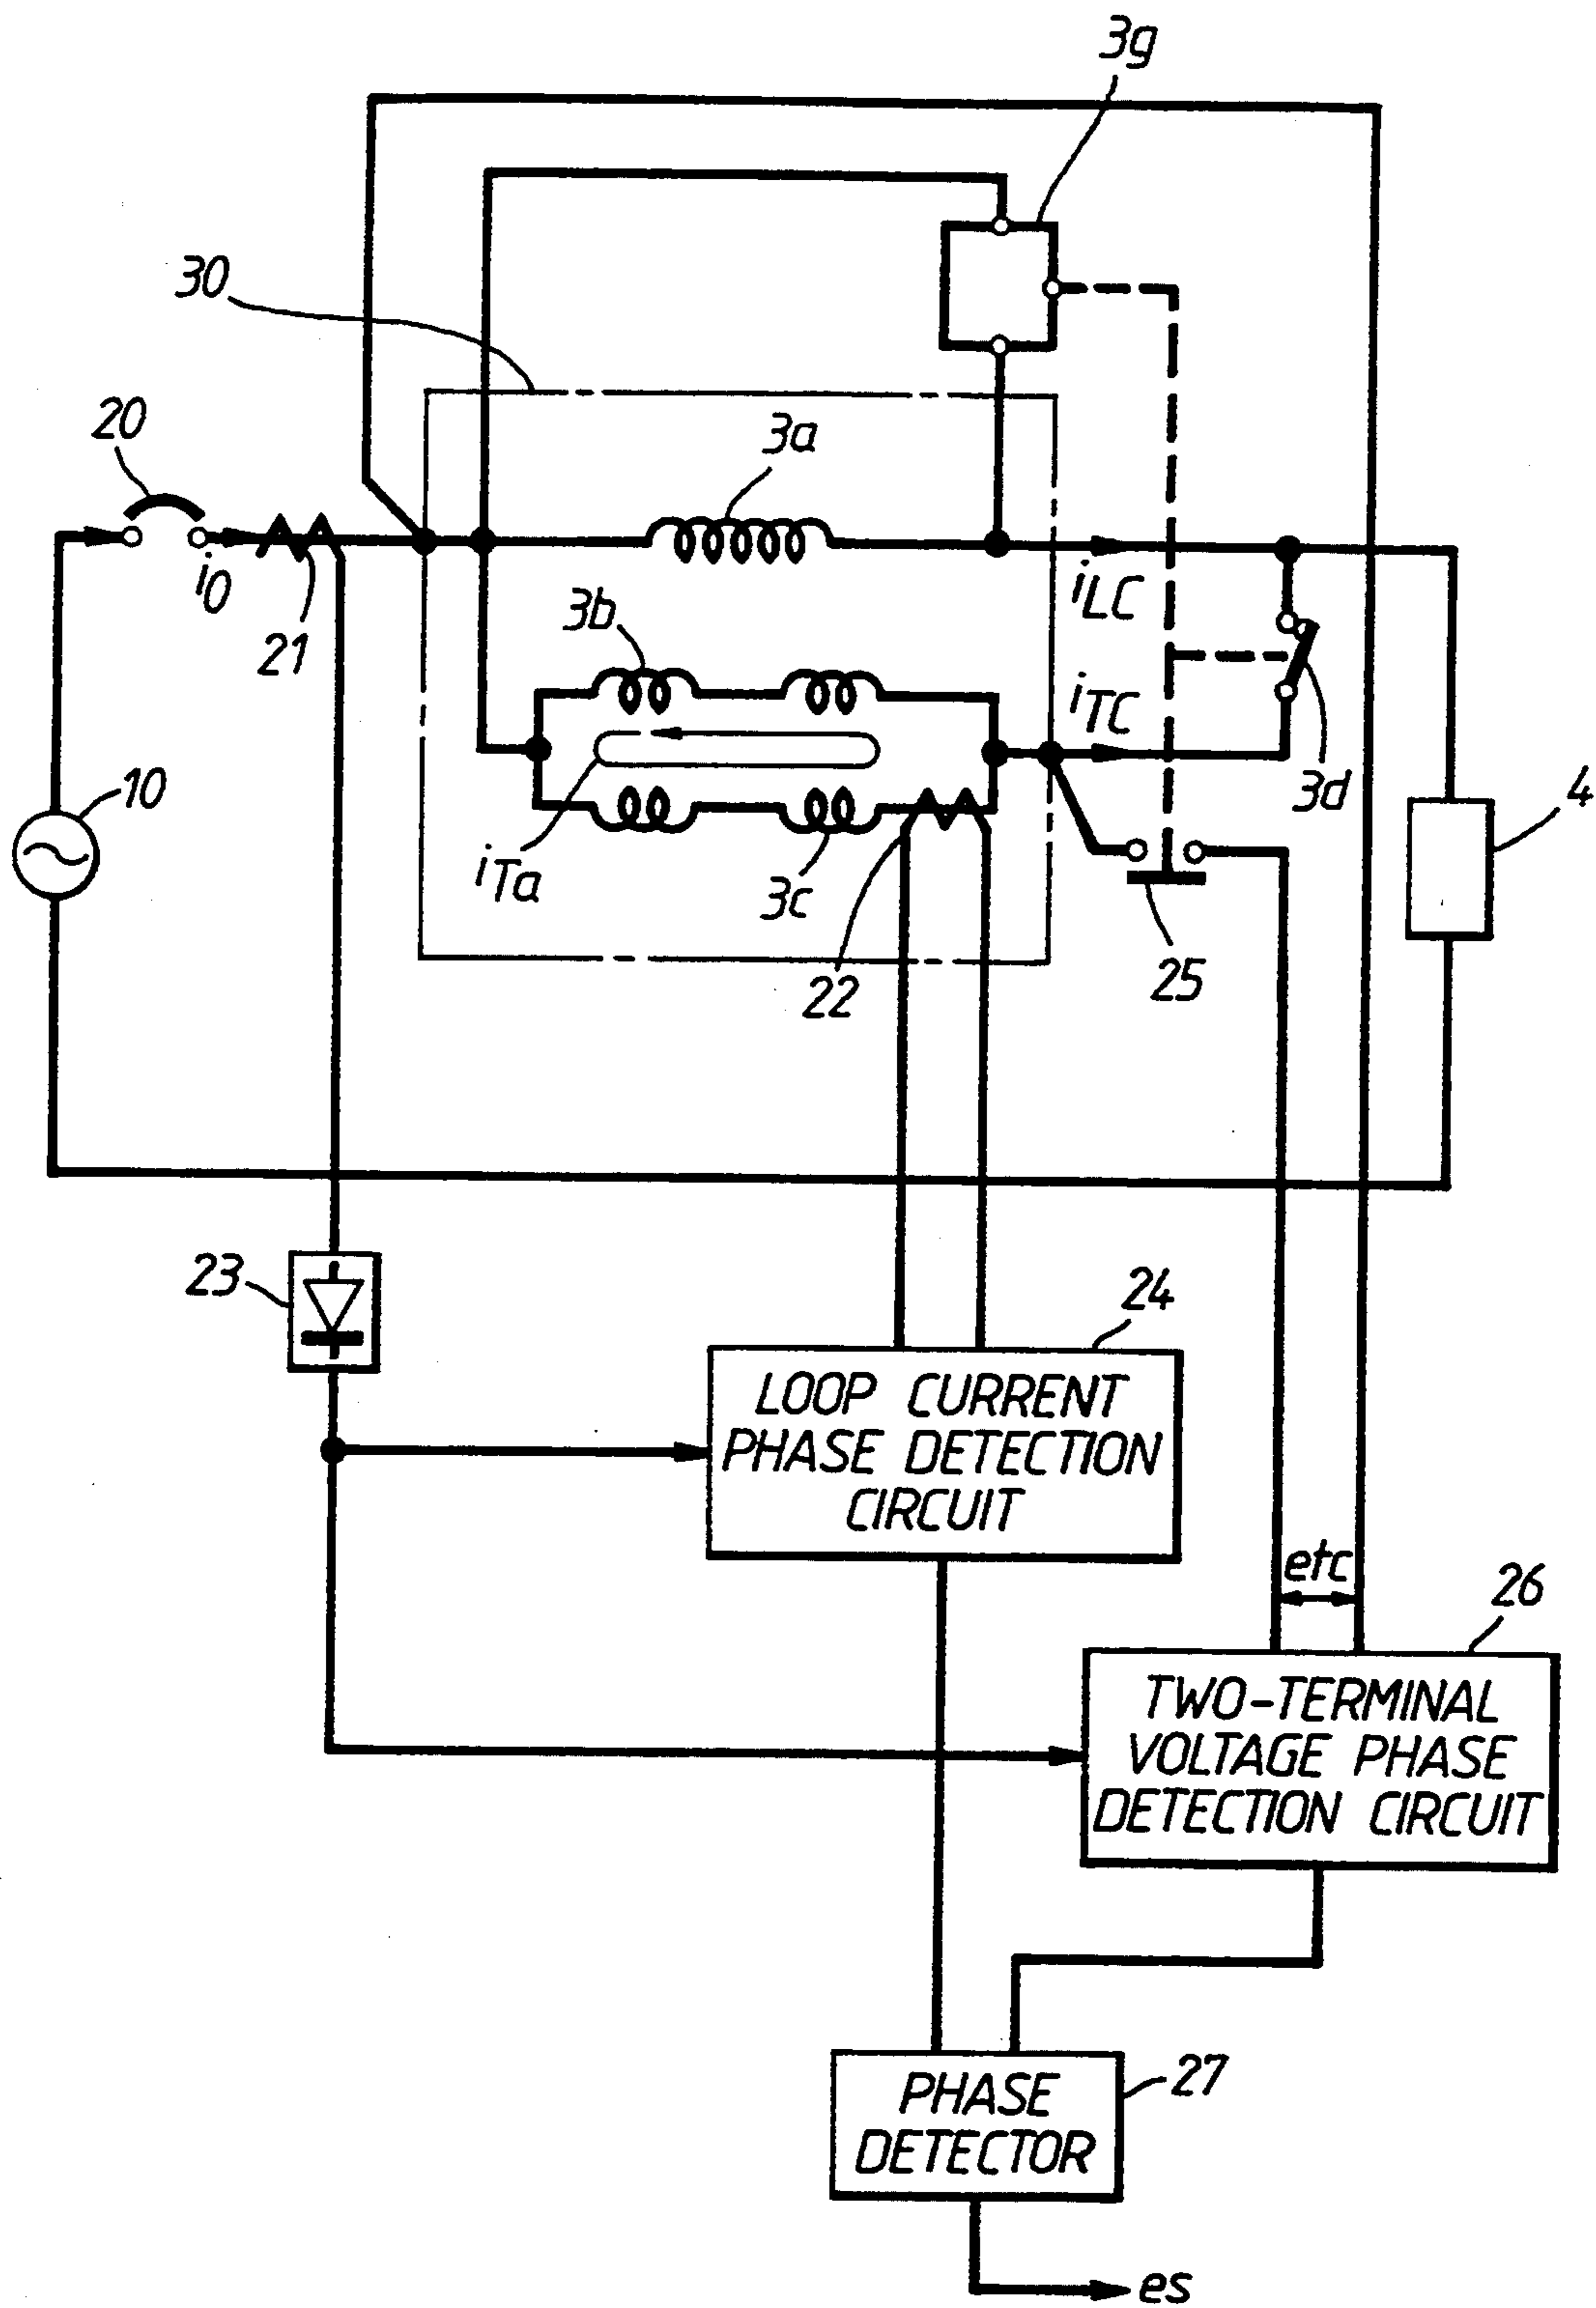 3g
30
20
3a
iO
21
3b
iLC
iTC
10
3d
4
iTa
3c
22
25
23
24
LOOP CURRENT
PHASE DETECTION
CIRCUIT
etc
26
TWO-TERMINAL
VOLTAGE PHASE
DETECTION CIRCUIT
27
PHASE
DETECTOR
es